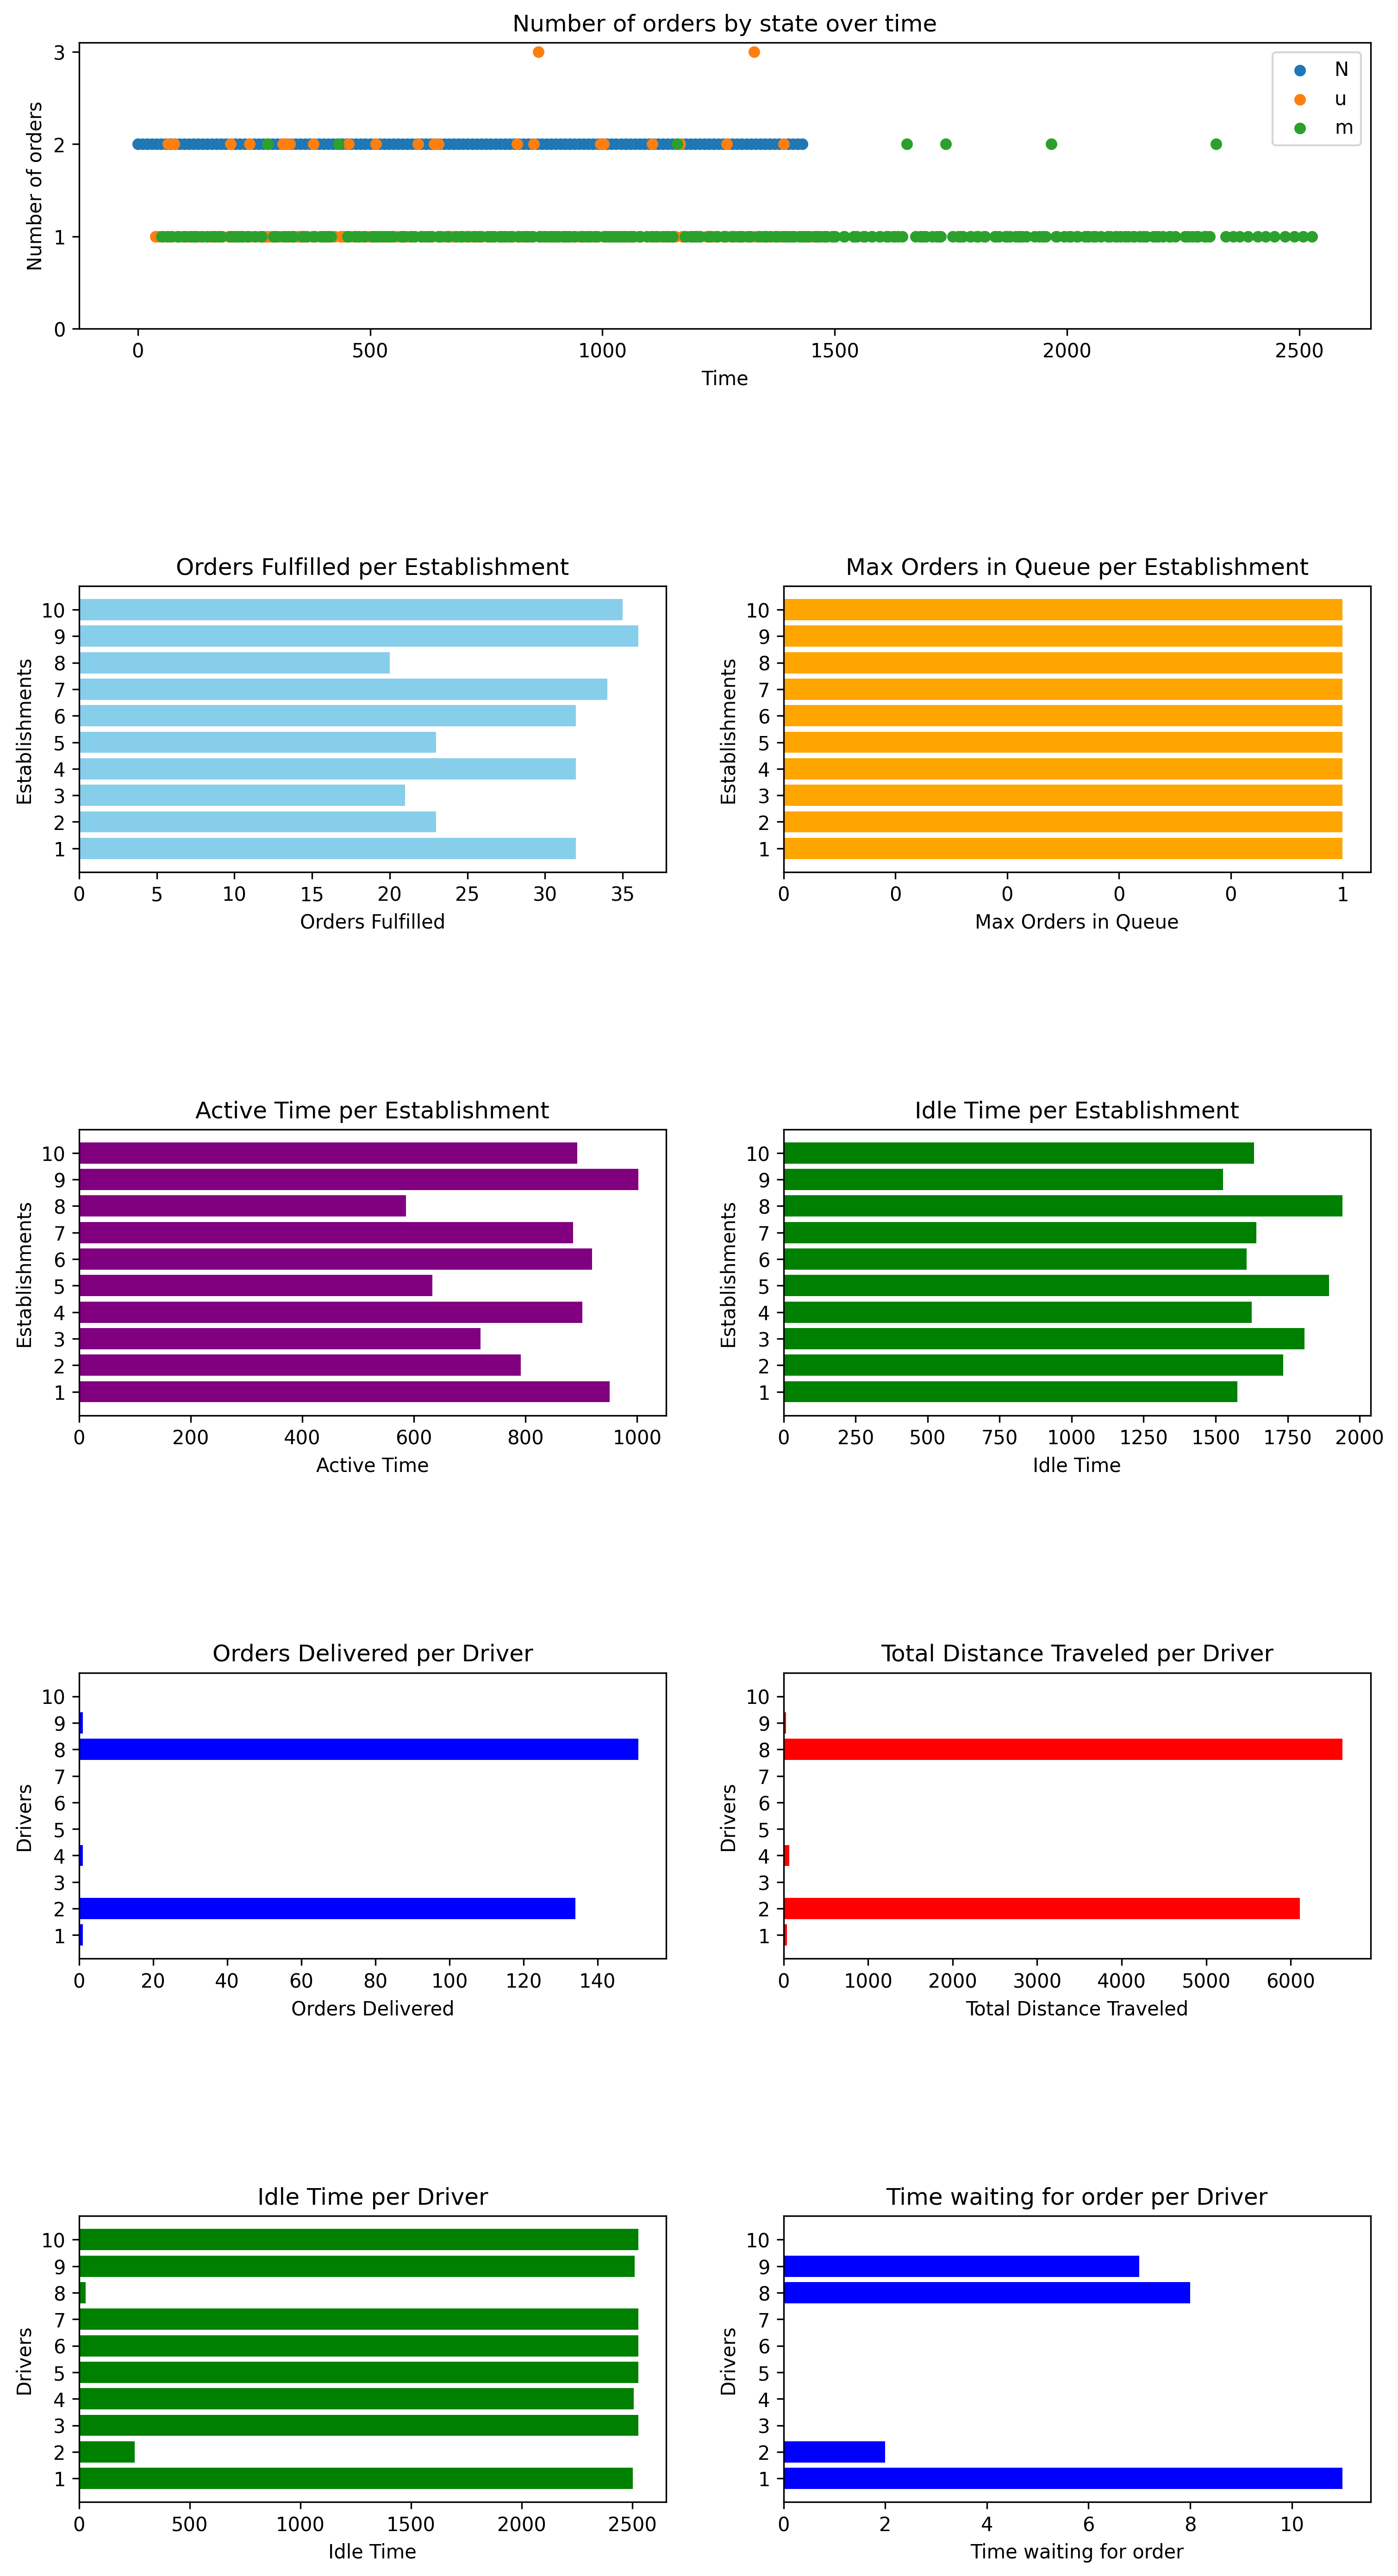 Number of orders by state over time
Number of orders
3
2
1
0
N
u
m
0 500 1000 1500 2000 2500
Time
Orders Fulfilled per Establishment
Establishments
10
9
8
7
6
5
4
3
2
1
0 5 10 15 20 25 30 35
Orders Fulfilled
Max Orders in Queue per Establishment
Establishments
10
9
8
7
6
5
4
3
2
1
0 0 0 0 0 1
Max Orders in Queue
Active Time per Establishment
Establishments
10
9
8
7
6
5
4
3
2
1
0 200 400 600 800 1000
Active Time
Idle Time per Establishment
Establishments
10
9
8
7
6
5
4
3
2
1
0 250 500 750 1000 1250 1500 1750 2000
Idle Time
Orders Delivered per Driver
Drivers
10
9
8
7
6
5
4
3
2
1
0 20 40 60 80 100 120 140
Orders Delivered
Total Distance Traveled per Driver
Drivers
10
9
8
7
6
5
4
3
2
1
0 1000 2000 3000 4000 5000 6000
Total Distance Traveled
Idle Time per Driver
Drivers
10
9
8
7
6
5
4
3
2
1
0 500 1000 1500 2000 2500
Idle Time
Time waiting for order per Driver
Drivers
10
9
8
7
6
5
4
3
2
1
0 2 4 6 8 10
Time waiting for order